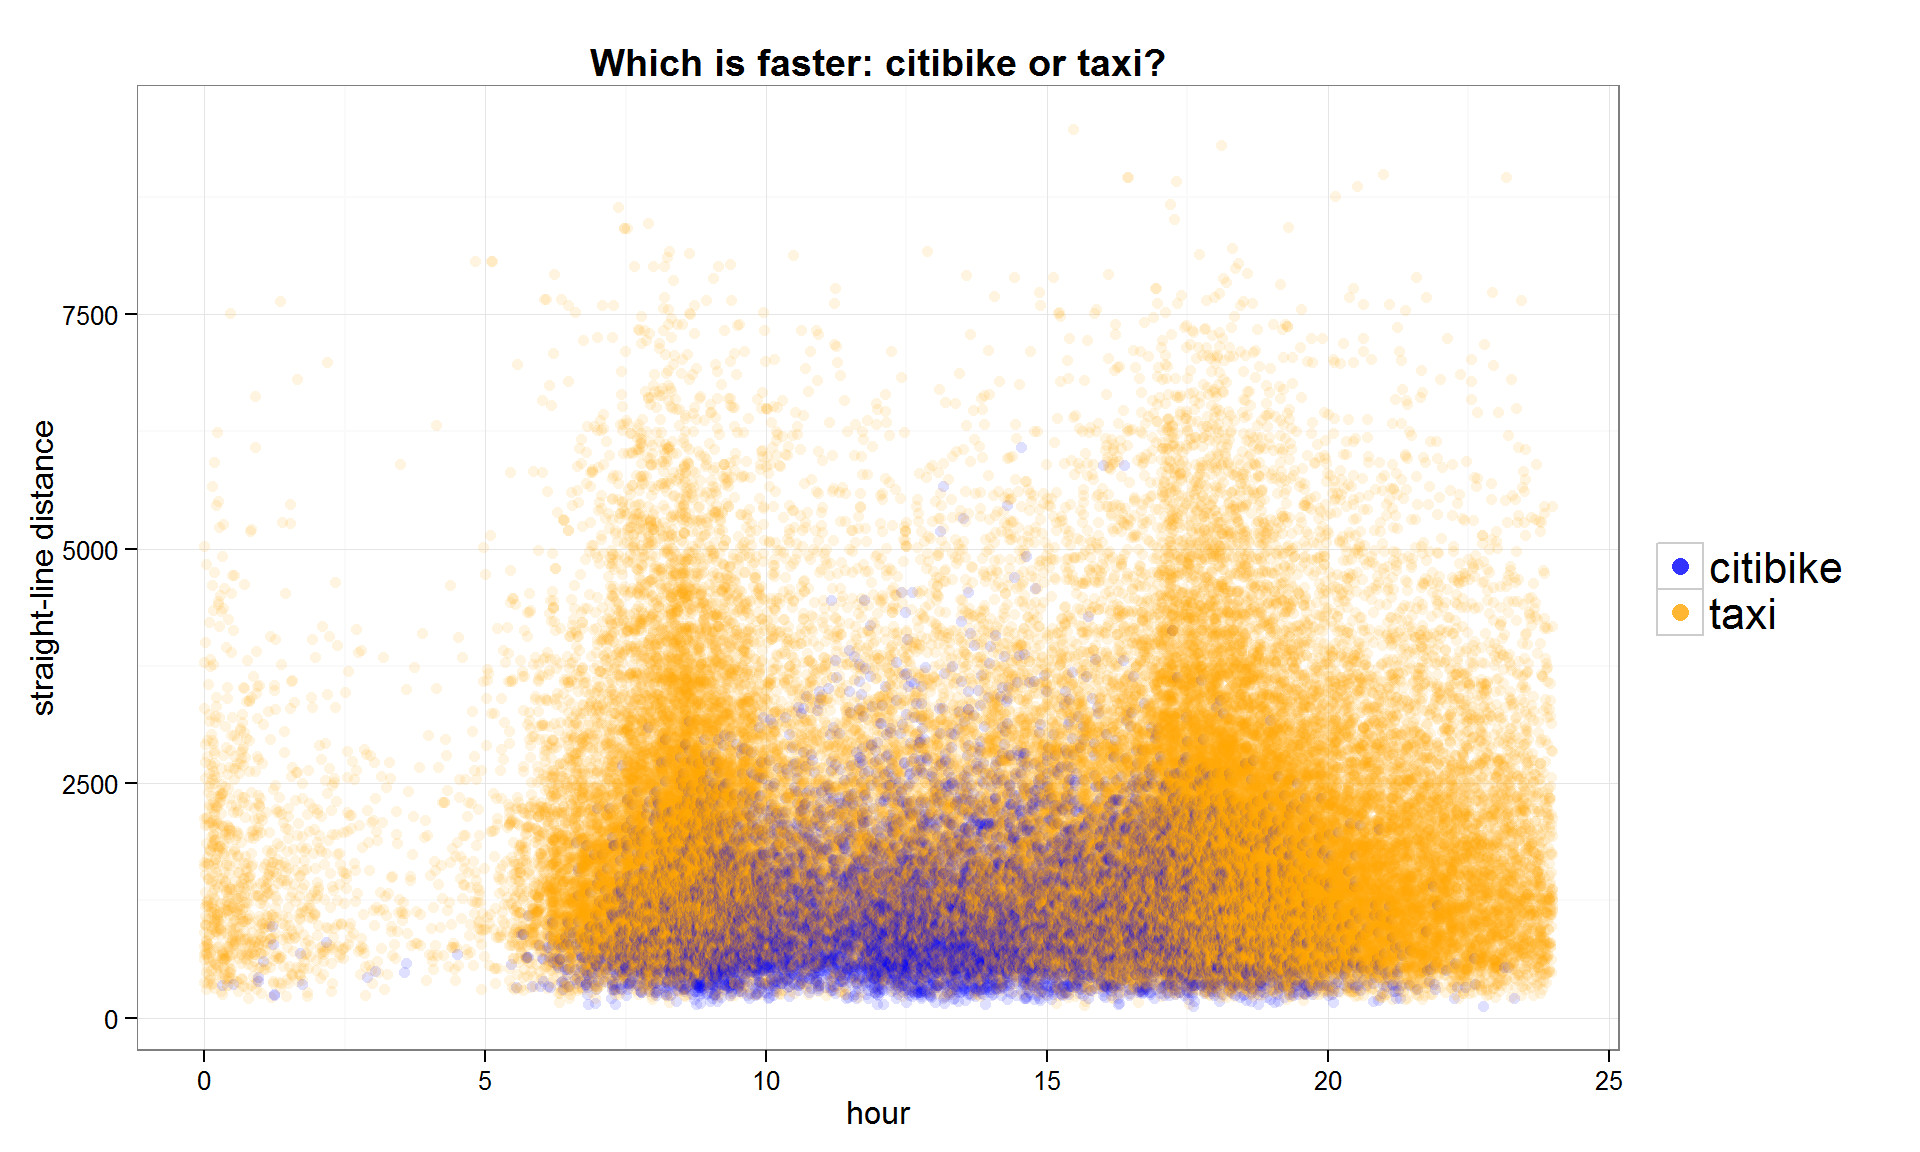 Which is faster: citibike or taxi?
straight-line distance
7500
5000
2500
0
0 5 10 15 20 25
hour
citibike
taxi